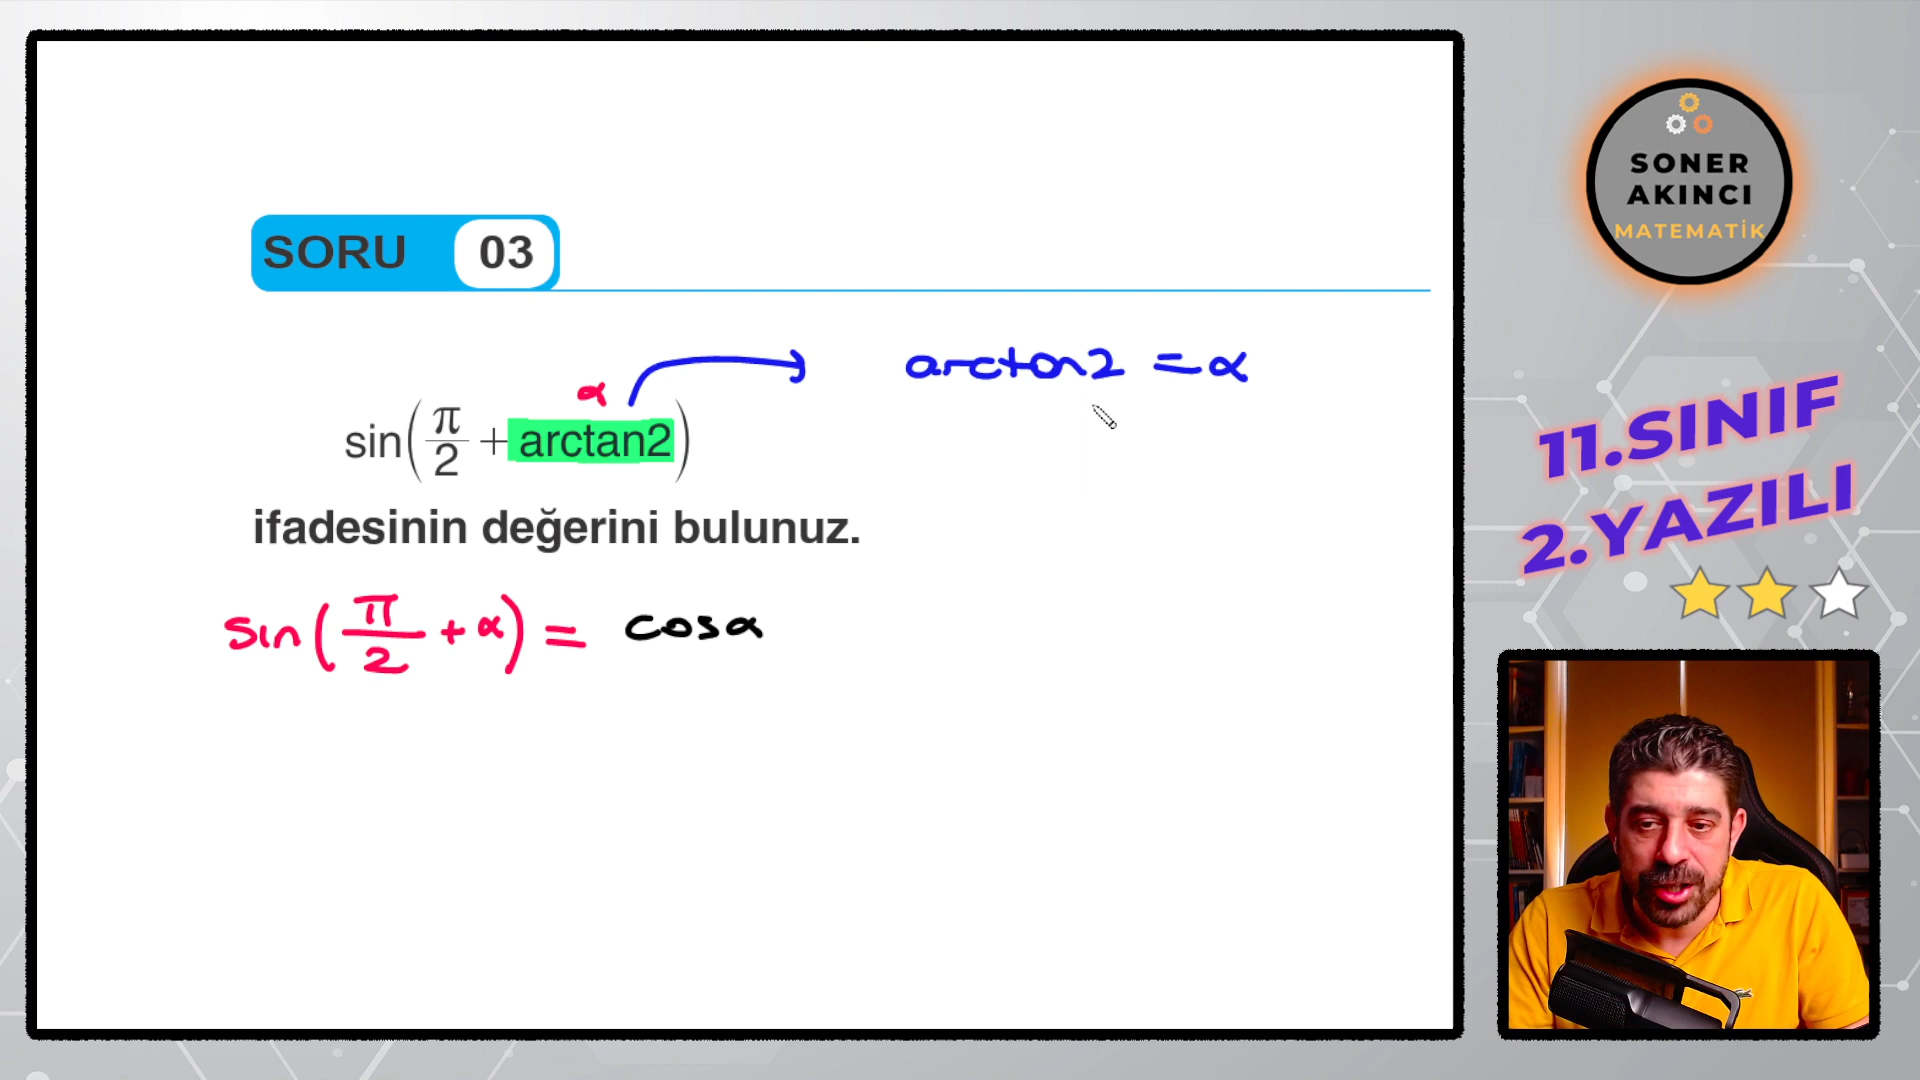 SORU 03
arctan2 = α
α
sin(π/2 + arctan2)
ifadesinin değerini bulunuz.
sin(π/2 + α) = cosα
SONER
AKINCI
MATEMATİK
11.SINIF
2.YAZILI